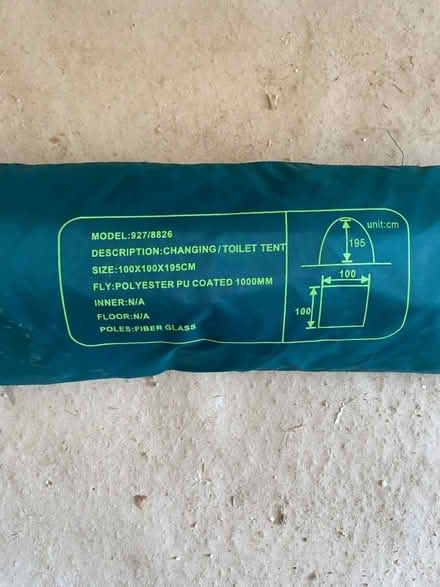 MODEL:927/8826
DESCRIPTION:CHANGING/TOILET TENT
SIZE:100X100X195CM
FLY:POLYESTER PU COATED 1000MM
INNER:N/A
FLOOR:N/A
POLES:FIBER GLASS
unit:cm
195
100
100